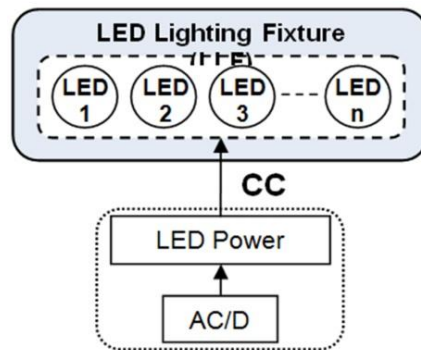 LED Lighting Fixture
LED LED LED LED
1 2 3 n
CC
LED Power
AC/D